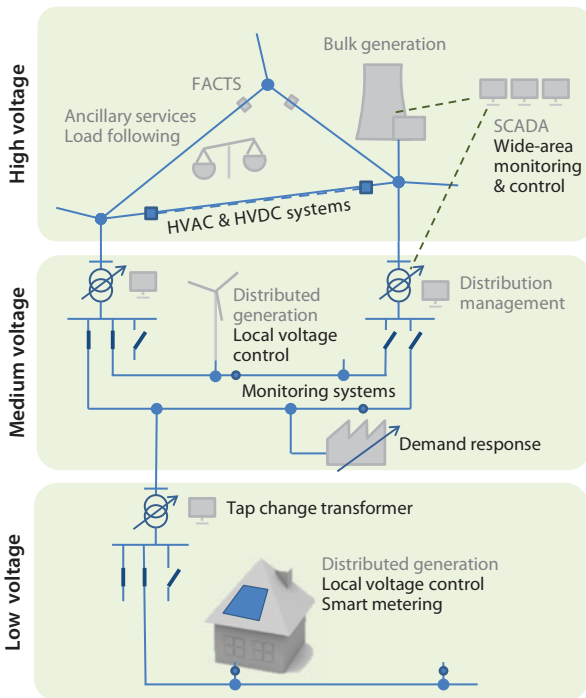 High voltage
Bulk generation
FACTS
Ancillary services
Load following
SCADA
Wide-area
monitoring
& control
HVAC & HVDC systems
Medium voltage
Distributed
generation
Local voltage
control
Distribution
management
Monitoring systems
Demand response
Low voltage
Tap change transformer
Distributed generation
Local voltage control
Smart metering